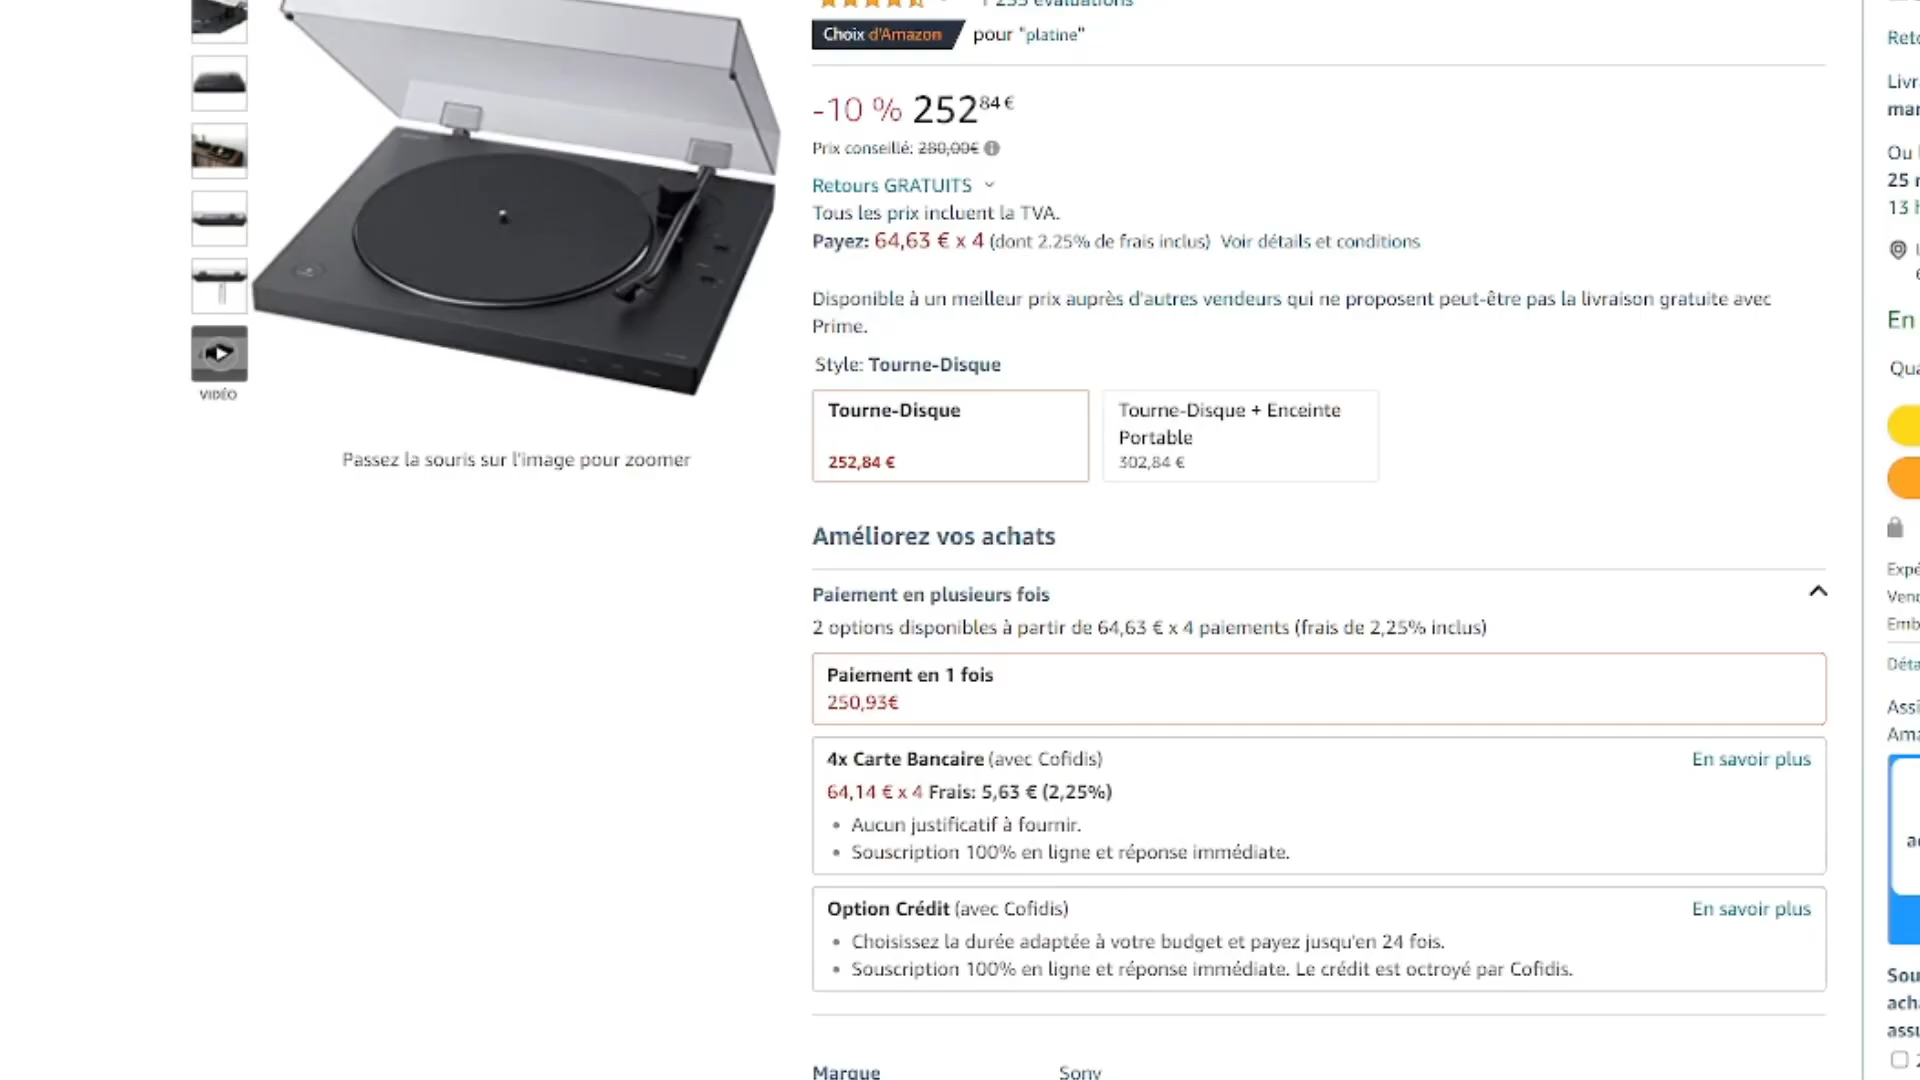 1 255 évaluations
Choix d'Amazon pour "platine"
-10 % 252 84 €
Prix conseillé: 280,00€
Retours GRATUITS
Tous les prix incluent la TVA.
Payez: 64,63 € x 4 (dont 2.25% de frais inclus) Voir détails et conditions
Disponible à un meilleur prix auprès d'autres vendeurs qui ne proposent peut-être pas la livraison gratuite avec
Prime.
Style: Tourne-Disque
Tourne-Disque
252,84 €
Tourne-Disque + Enceinte
Portable
302,84 €
VIDÉO
Passez la souris sur l'image pour zoomer
Améliorez vos achats
Paiement en plusieurs fois
2 options disponibles à partir de 64,63 € x 4 paiements (frais de 2,25% inclus)
Paiement en 1 fois
250,93€
4x Carte Bancaire (avec Cofidis) En savoir plus
64,14 € x 4 Frais: 5,63 € (2,25%)
• Aucun justificatif à fournir.
• Souscription 100% en ligne et réponse immédiate.
Option Crédit (avec Cofidis) En savoir plus
• Choisissez la durée adaptée à votre budget et payez jusqu'en 24 fois.
• Souscription 100% en ligne et réponse immédiate. Le crédit est octroyé par Cofidis.
Marque Sony
Ou
25
13
En